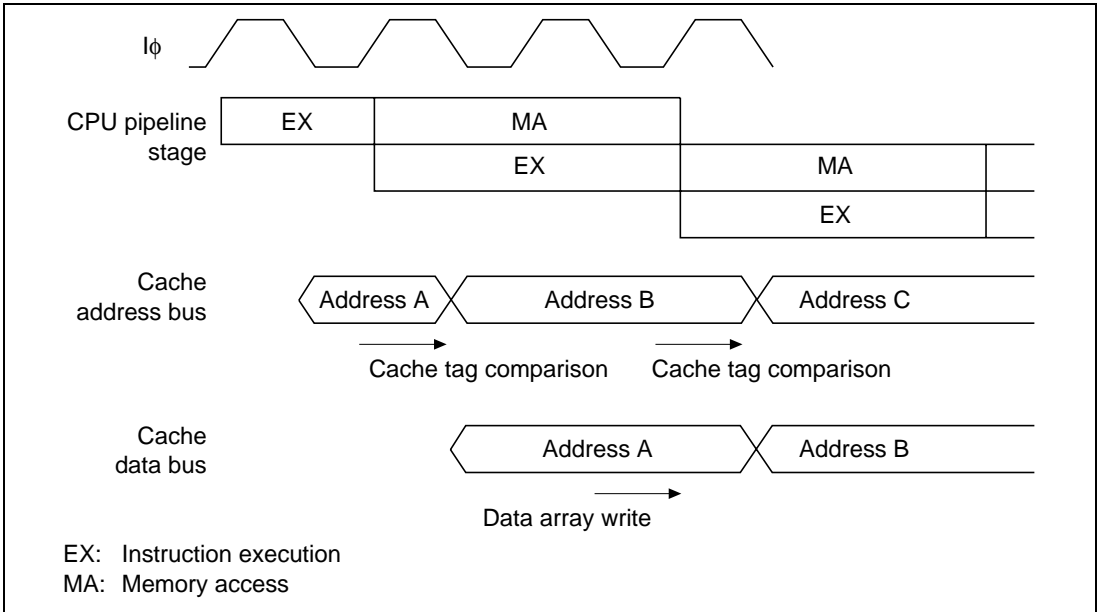 Iϕ
CPU pipeline
stage
EX MA
EX MA
EX
Cache
address bus
Address A Address B Address C
Cache tag comparison Cache tag comparison
Cache
data bus
Address A Address B
Data array write
EX: Instruction execution
MA: Memory access